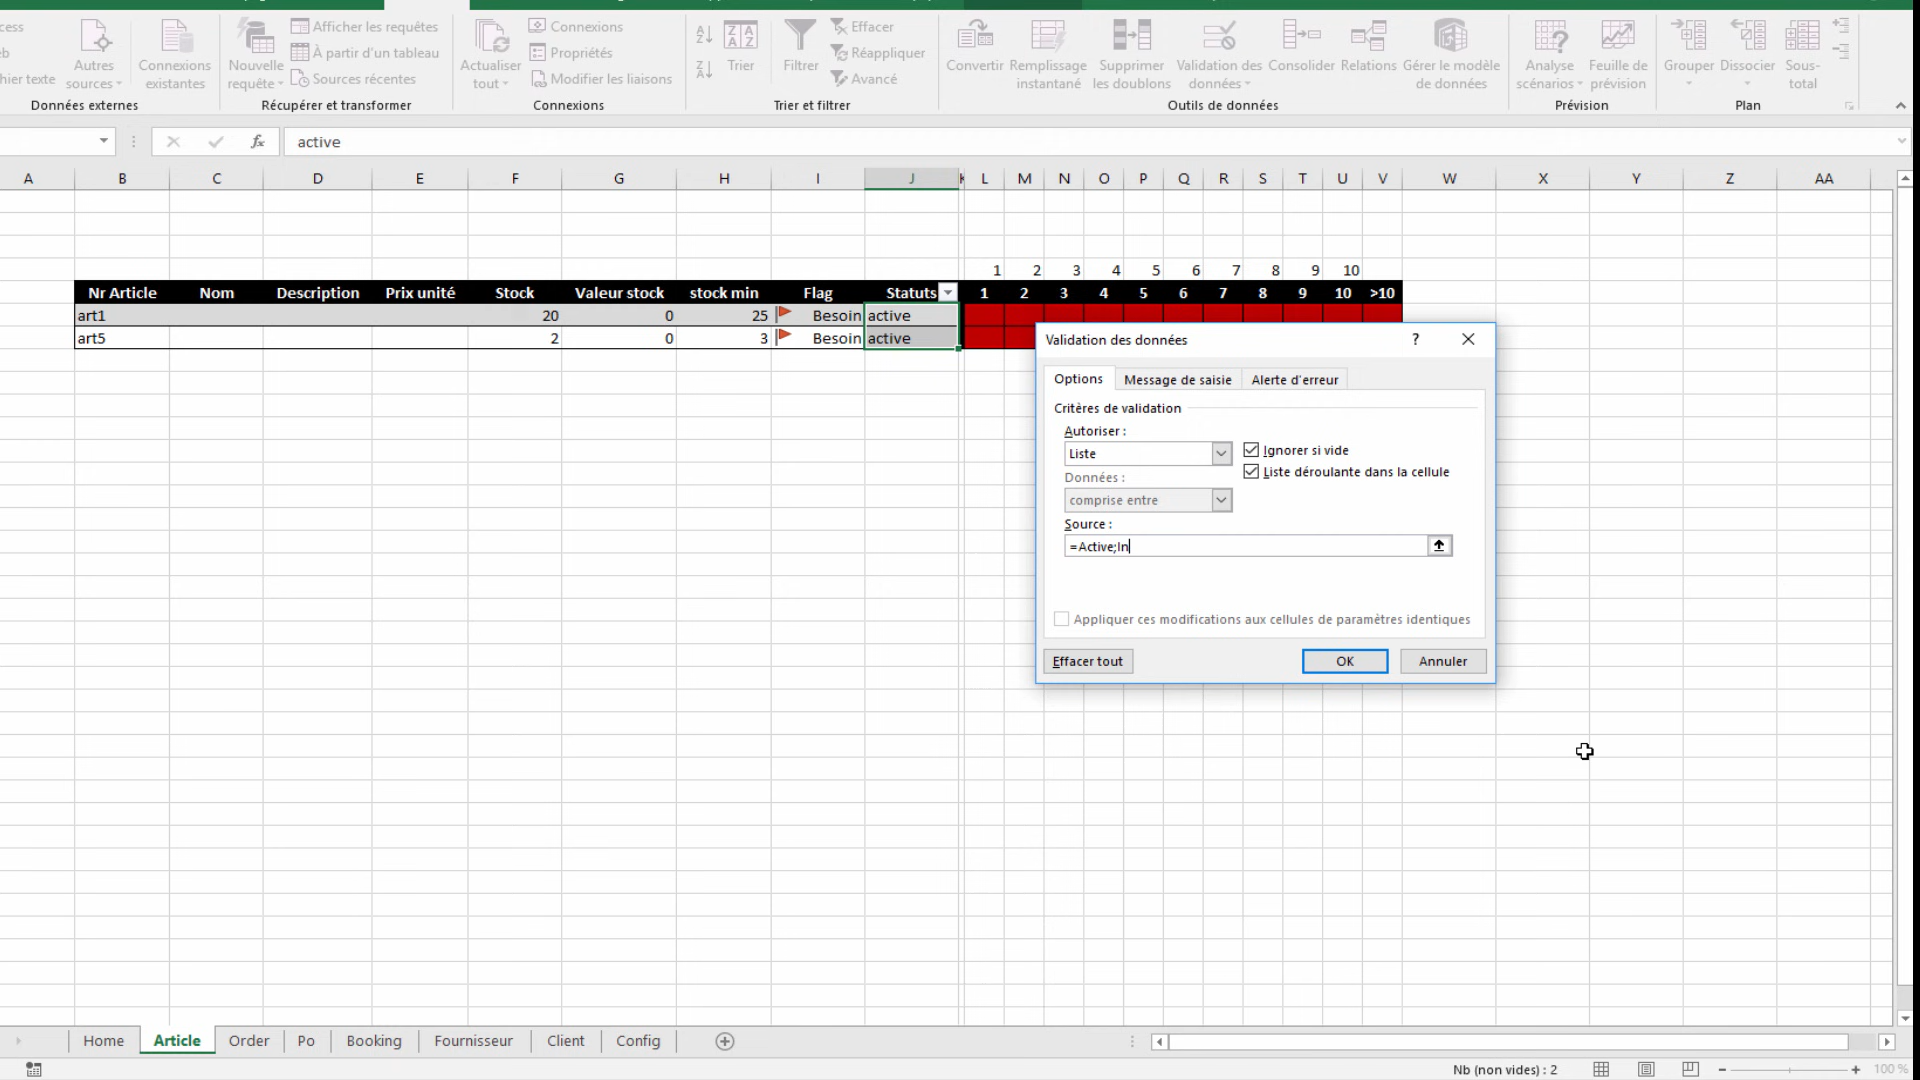 Afficher les requêtes
À partir d'un tableau
Sources récentes
Autres sources
Connexions existantes
Nouvelle requête
hier texte
Données externes
Récupérer et transformer
Actualiser tout
Connexions
Propriétés
Modifier les liaisons
Connexions
Trier
Filtrer
Effacer
Réappliquer
Avancé
Trier et filtrer
Convertir
Remplissage instantané
Supprimer les doublons
Validation des données
Consolider
Relations
Gérer le modèle de données
Outils de données
Analyse scénarios
Feuille de prévision
Prévision
Grouper
Dissocier
Sous-total
Plan
fx active
A B C D E F G H I J K L M N O P Q R S T U V W X Y Z AA
1 2 3 4 5 6 7 8 9 10
Nr Article Nom Description Prix unité Stock Valeur stock stock min Flag Statuts 1 2 3 4 5 6 7 8 9 10 >10
art1 20 0 25 Besoin active
art5 2 0 3 Besoin active
Validation des données ?
Options Message de saisie Alerte d'erreur
Critères de validation
Autoriser :
Liste
Ignorer si vide
Liste déroulante dans la cellule
Données :
comprise entre
Source :
=Active;In
Appliquer ces modifications aux cellules de paramètres identiques
Effacer tout OK Annuler
Home Article Order Po Booking Fournisseur Client Config
Nb (non vides) : 2
100 %